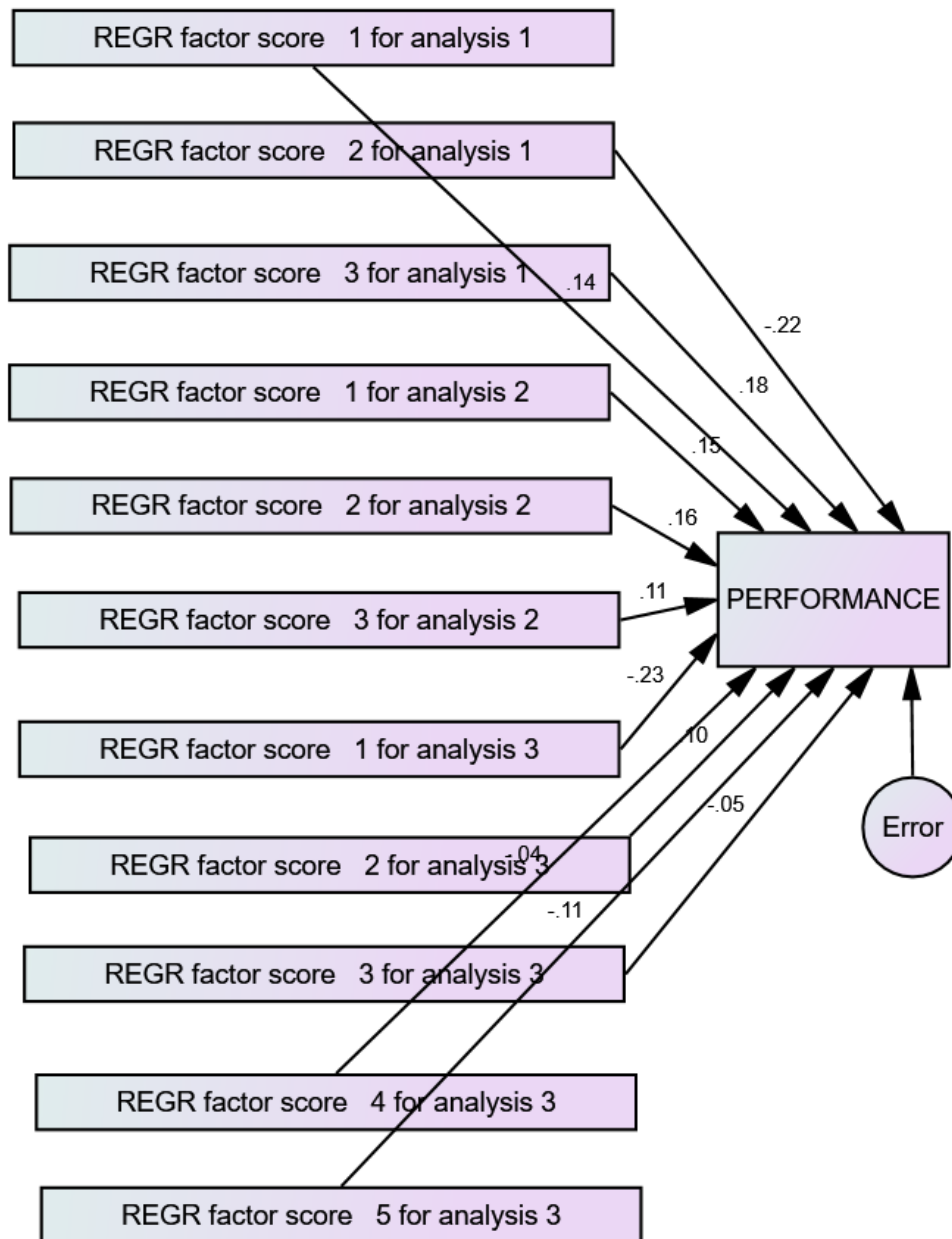 REGR factor score 1 for analysis 1
REGR factor score 2 for analysis 1
REGR factor score 3 for analysis 1
.14
-.22
.18
REGR factor score 1 for analysis 2
.15
REGR factor score 2 for analysis 2
.16
.11
PERFORMANCE
REGR factor score 3 for analysis 2
-.23
REGR factor score 1 for analysis 3
.10
-.05
Error
REGR factor score 2 for analysis 3
-.04
-.11
REGR factor score 3 for analysis 3
REGR factor score 4 for analysis 3
REGR factor score 5 for analysis 3